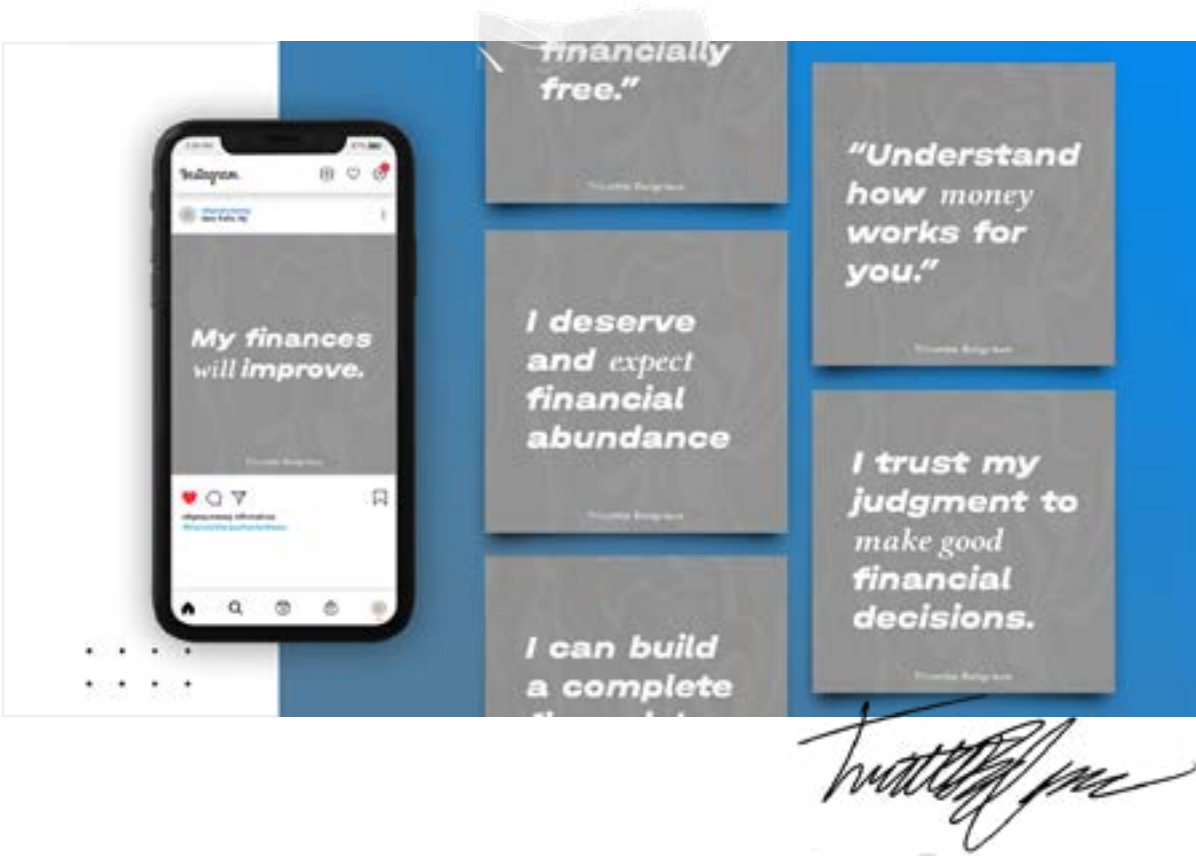 Instagram
My finances
will improve.
financially
free.”
I deserve
and expect
financial
abundance
I can build
a complete
“Understand
how money
works for
you.”
I trust my
judgment to
make good
financial
decisions.